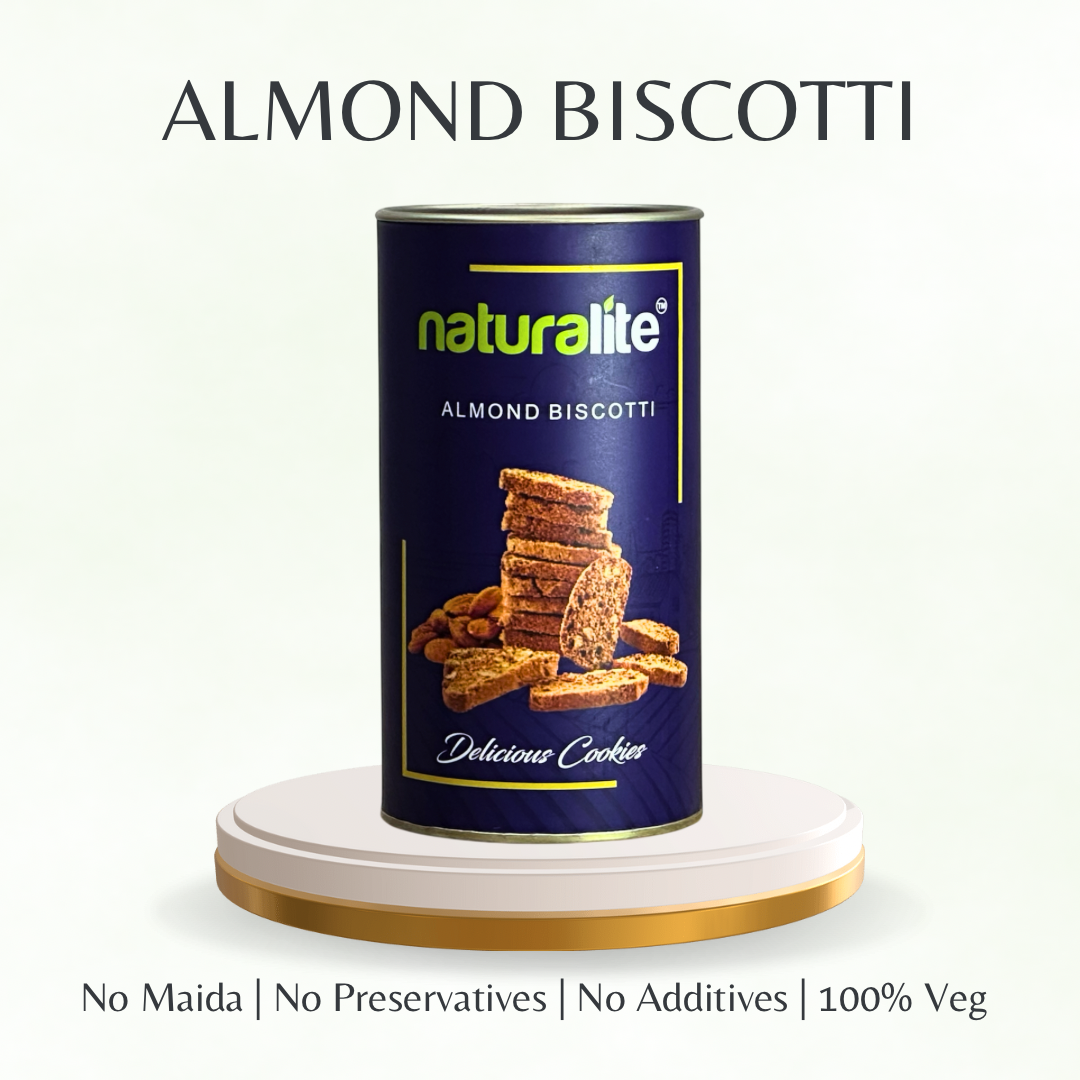 ALMOND BISCOTTI
naturalite™
ALMOND BISCOTTI
Delicious Cookies
No Maida | No Preservatives | No Additives | 100% Veg